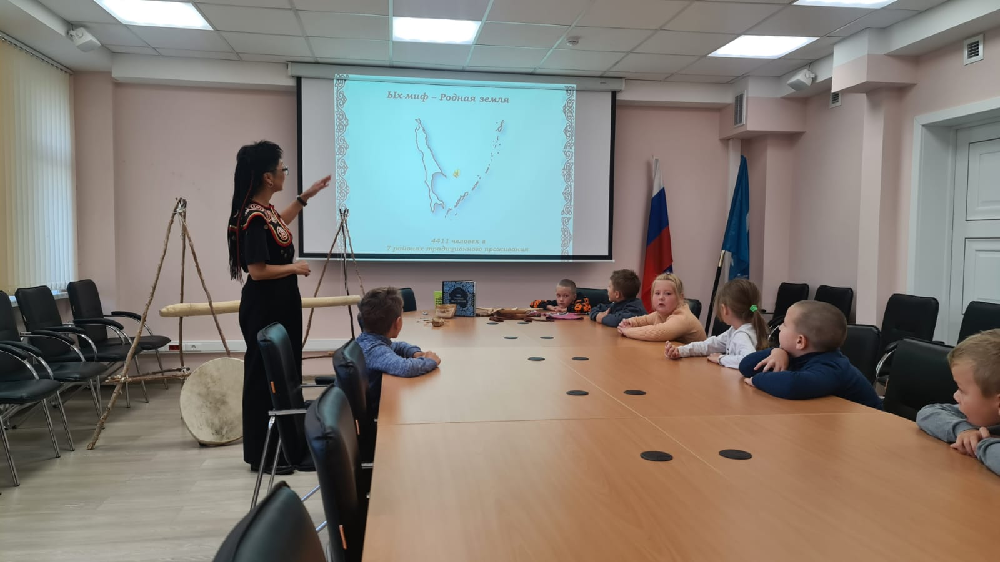 Ых-миф – Родная земля
4411 человек в
7 районах традиционного проживания